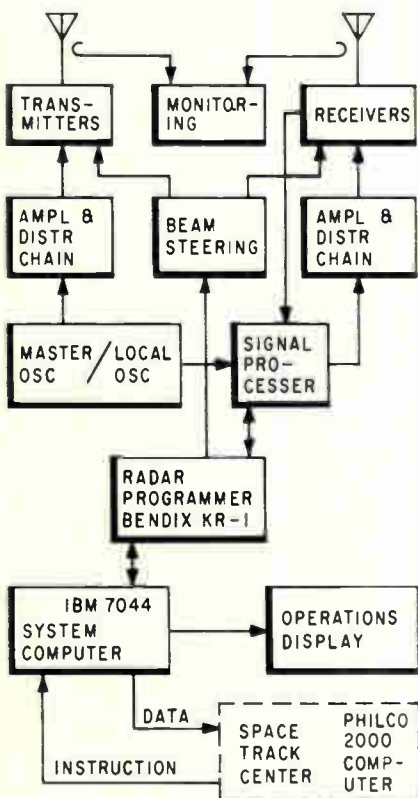 TRANS-
MITTERS
MONITOR-
ING
RECEIVERS
AMPL &
DISTR
CHAIN
BEAM
STEERING
AMPL &
DISTR
CHAIN
MASTER / LOCAL
OSC OSC
SIGNAL
PRO-
CESSER
RADAR
PROGRAMMER
BENDIX KR-1
IBM 7044
SYSTEM
COMPUTER
OPERATIONS
DISPLAY
DATA
INSTRUCTION
SPACE
TRACK
CENTER
PHILCO
2000
COMP-
UTER